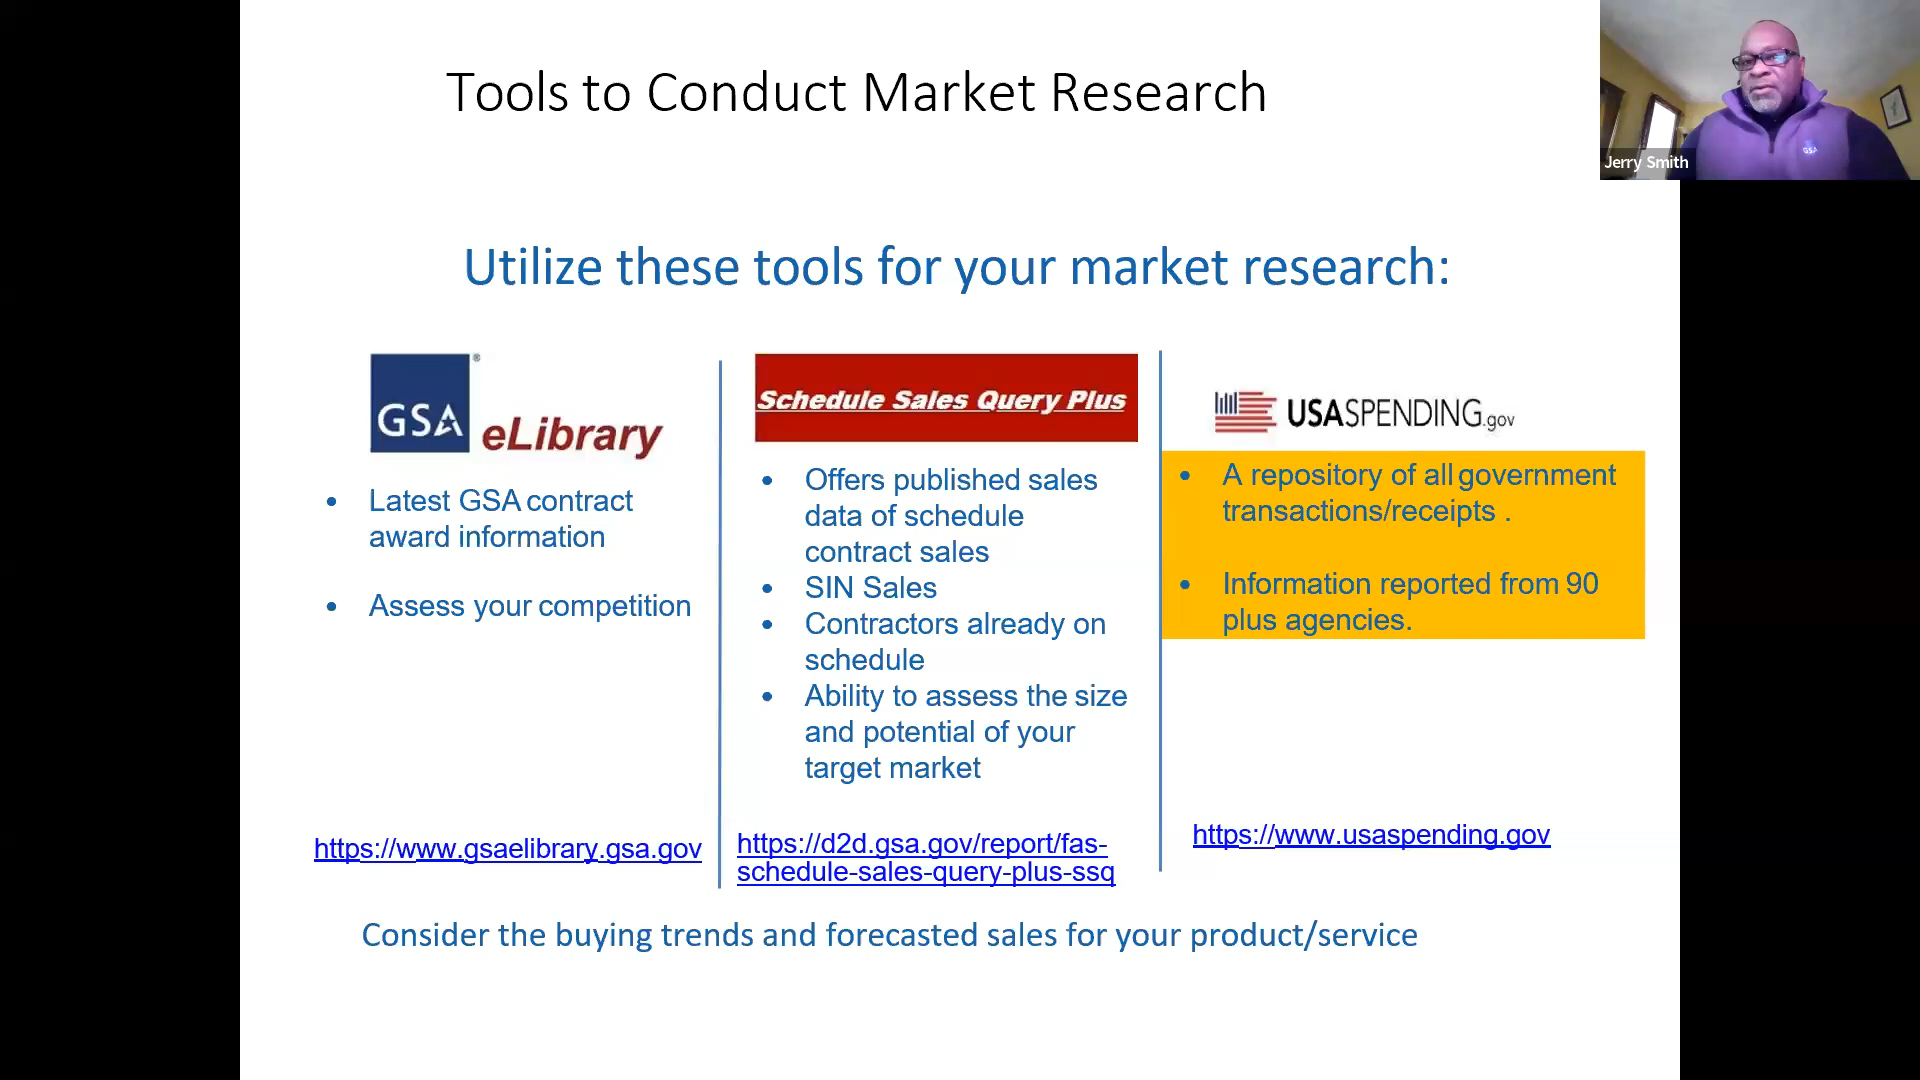 Tools to Conduct Market Research
GSA
Jerry Smith
Utilize these tools for your market research:
GSA®
eLibrary
Latest GSA contract
award information
Assess your competition
https://www.gsaelibrary.gsa.gov
Schedule Sales Query Plus
Offers published sales
data of schedule
contract sales
SIN Sales
Contractors already on
schedule
Ability to assess the size
and potential of your
target market
https://d2d.gsa.gov/report/fas-
schedule-sales-query-plus-ssq
USASPENDING.gov
A repository of all government
transactions/receipts .
Information reported from 90
plus agencies.
https://www.usaspending.gov
Consider the buying trends and forecasted sales for your product/service